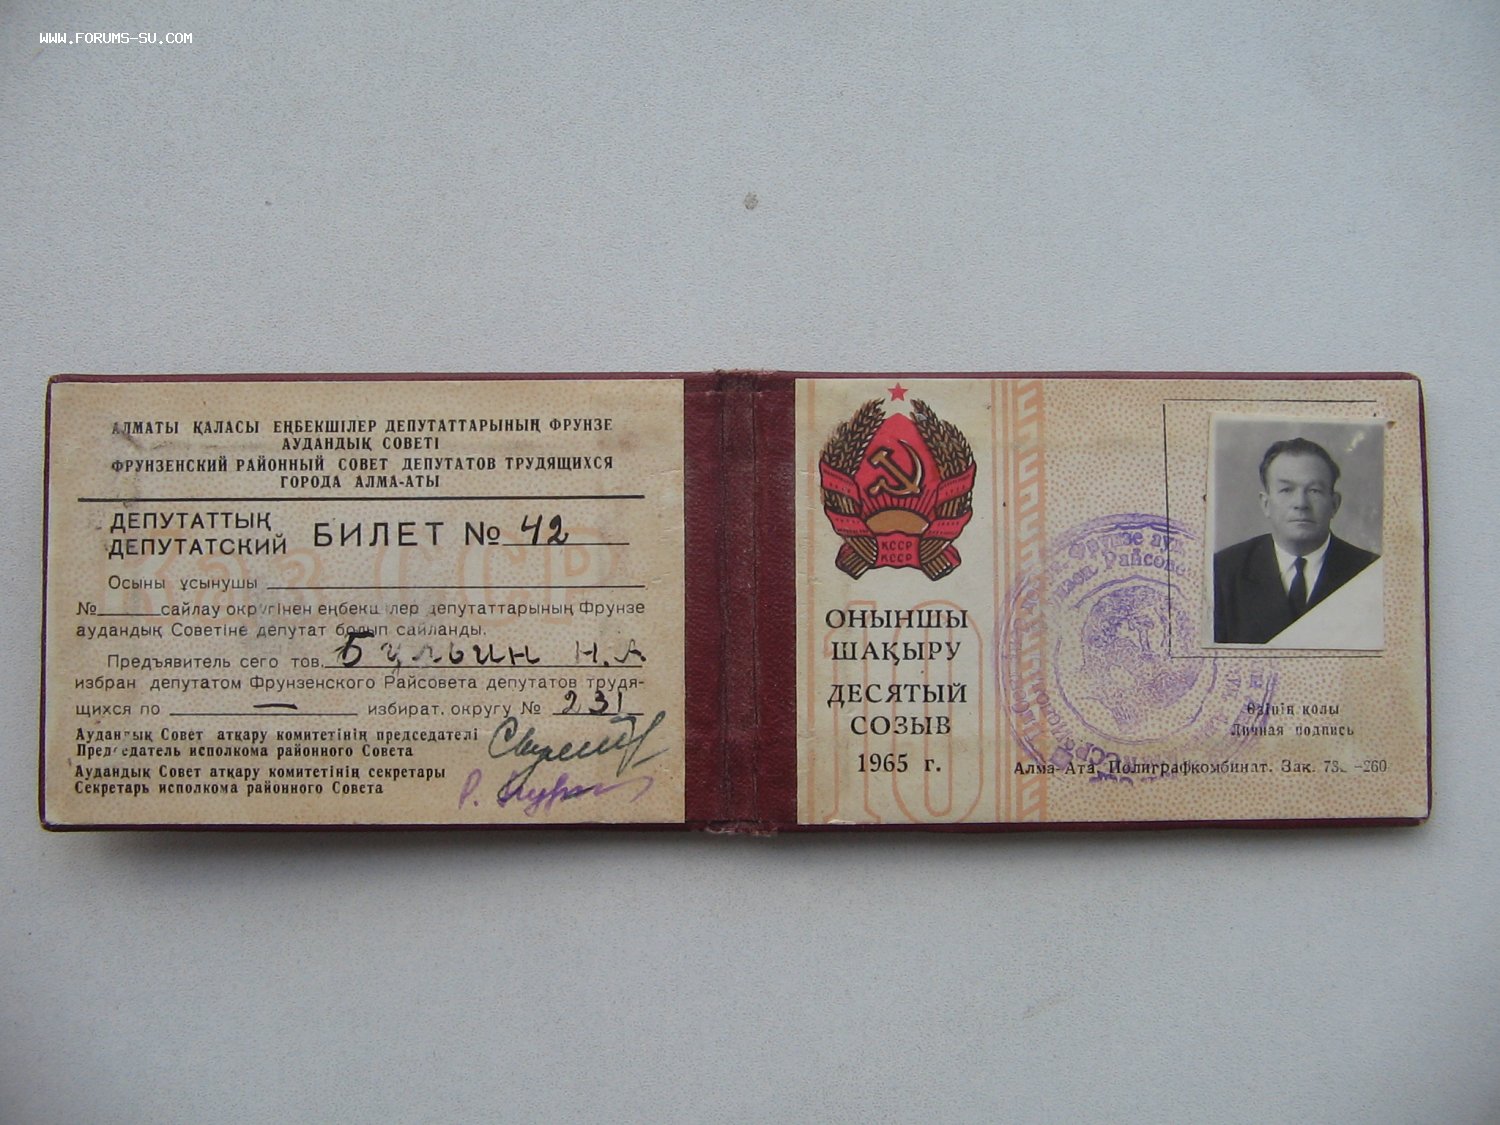 WWW.FORUMS-SU.COM
АЛМАТЫ ҚАЛАСЫ ЕҢБЕКШІЛЕР ДЕПУТАТТАРЫНЫҢ ФРУНЗЕ
АУДАНДЫҚ СОВЕТІ
ФРУНЗЕНСКИЙ РАЙОННЫЙ СОВЕТ ДЕПУТАТОВ ТРУДЯЩИХСЯ
ГОРОДА АЛМА-АТЫ
ДЕПУТАТТЫҚ
ДЕПУТАТСКИЙ
БИЛЕТ № 42
Осыны ұсынушы
№ сайлау округінен еңбекшілер депутаттарының Фрунзе
аудандық Советіне депутат болып сайланды.
Предъявитель сего тов. Н. А
избран депутатом Фрунзенского Райсовета депутатов трудя-
щихся по — избират. округу № 231
Аудандық Совет атқару комитетінің председателі
Председатель исполкома районного Совета
Аудандық Совет атқару комитетінің секретары
Секретарь исполкома районного Совета
КССР
КССР
ОНЫНШЫ
ШАҚЫРУ
ДЕСЯТЫЙ
СОЗЫВ
1965 г.
10
Өзінің қолы
Личная подпись
Алма-Ата. Полиграфкомбинат. Зак.